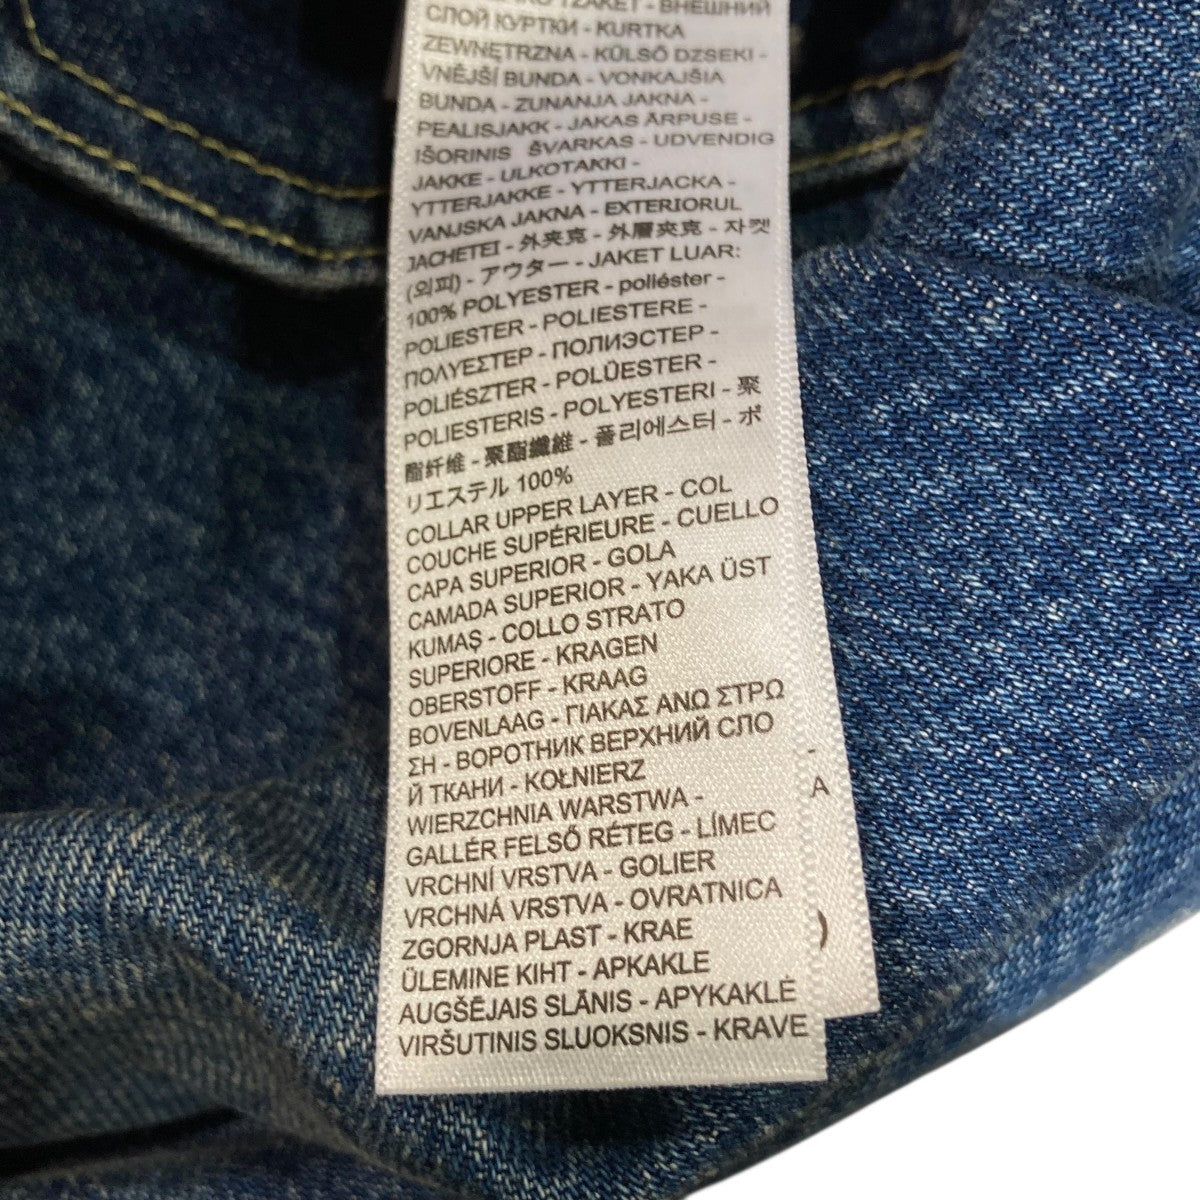 TZAKET - ВНЕШНИЙ
СЛОЙ КУРТКИ - KURTKA
ZEWNĘTRZNA - KÜLSŐ DZSEKI -
VNĚJŠÍ BUNDA - VONKAJŠIA
BUNDA - ZUNANJA JAKNA -
PEALISJAKK - JAKAS ĀRPUSE -
IŠORINIS ŠVARKAS - UDVENDIG
JAKKE - ULKOTAKKI -
YTTERJAKKE - YTTERJACKA -
VANJSKA JAKNA - EXTERIORUL
JACHETEI - 外夹克 - 外層夾克 - 자켓
(외피) - アウター - JAKET LUAR:
100% POLYESTER - poliéster -
POLIESTER - POLIESTERE -
ΠΟΛΥΕΣΤΕΡ - ПОЛИЭСТЕР -
POLIÉSZTER - POLÜESTER -
POLIESTERIS - POLYESTERI - 聚
酯纤维 - 聚酯纖維 - 폴리에스터 - ポ
リエステル 100%
COLLAR UPPER LAYER - COL
COUCHE SUPÉRIEURE - CUELLO
CAPA SUPERIOR - GOLA
CAMADA SUPERIOR - YAKA ÜST
KUMAŞ - COLLO STRATO
SUPERIORE - KRAGEN
OBERSTOFF - KRAAG
BOVENLAAG - ΓΙΑΚΑΣ ΑΝΩ ΣΤΡΩ
ΣΗ - ВОРОТНИК ВЕРХНИЙ СЛО
Й ТКАНИ - KOŁNIERZ
WIERZCHNIA WARSTWA -
GALLÉR FELSŐ RÉTEG - LÍMEC
VRCHNÍ VRSTVA - GOLIER
VRCHNÁ VRSTVA - OVRATNICA
ZGORNJA PLAST - KRAE
ÜLEMINE KIHT - APKAKLE
AUGŠĒJAIS SLĀNIS - APYKAKLĖ
VIRŠUTINIS SLUOKSNIS - KRAVE
-
A
)